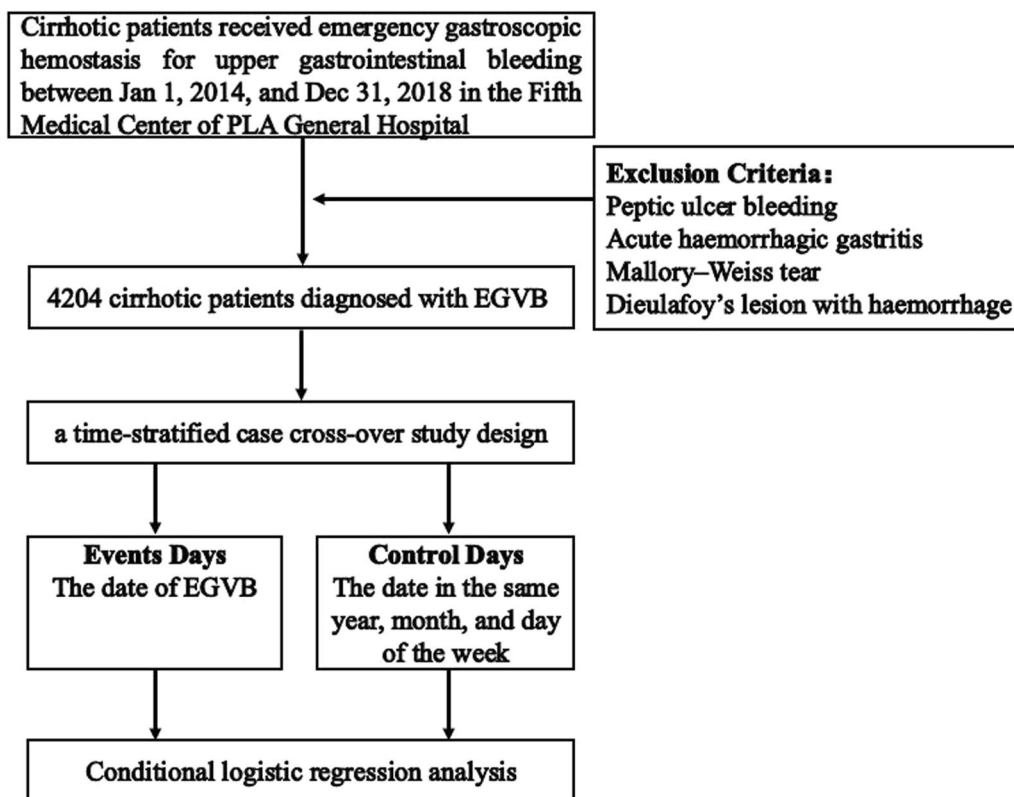 Cirrhotic patients received emergency gastroscopic
hemostasis for upper gastrointestinal bleeding
between Jan 1, 2014, and Dec 31, 2018 in the Fifth
Medical Center of PLA General Hospital
Exclusion Criteria：
Peptic ulcer bleeding
Acute haemorrhagic gastritis
Mallory–Weiss tear
Dieulafoy’s lesion with haemorrhage
4204 cirrhotic patients diagnosed with EGVB
a time-stratified case cross-over study design
Events Days
The date of EGVB
Control Days
The date in the same
year, month, and day
of the week
Conditional logistic regression analysis